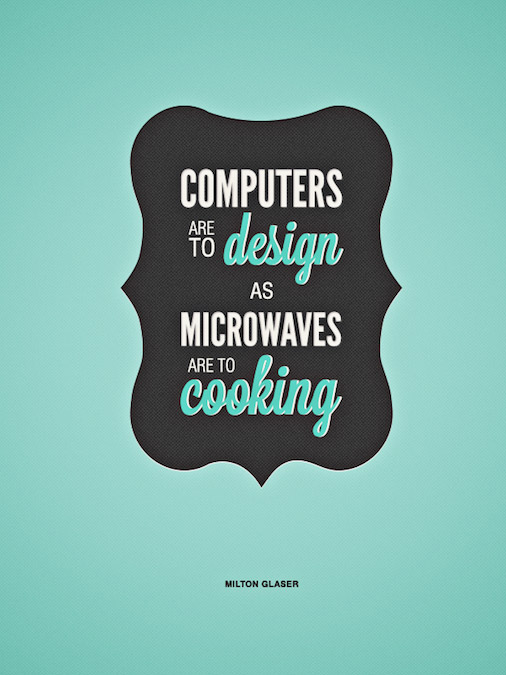 COMPUTERS
ARE
TO design
AS
MICROWAVES
ARE TO
cooking
MILTON GLASER